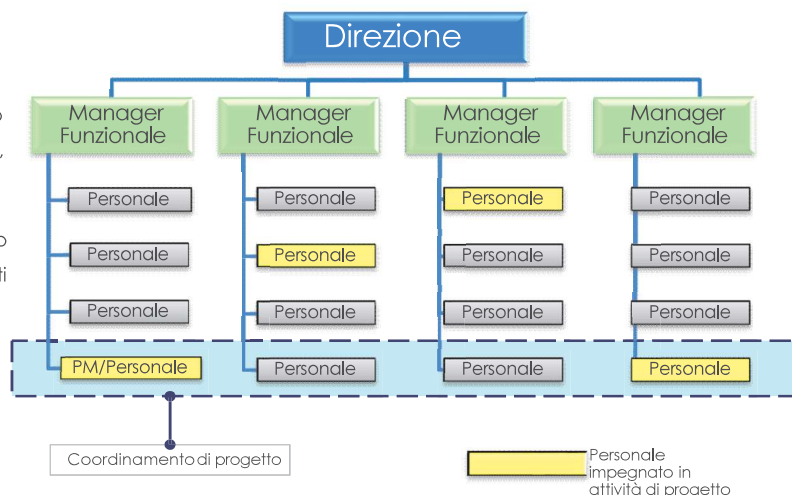 Direzione
Manager
Funzionale
Manager
Funzionale
Manager
Funzionale
Manager
Funzionale
Personale
Personale
Personale
Personale
Personale
Personale
Personale
Personale
Personale
Personale
Personale
Personale
PM/Personale
Personale
Personale
Personale
Coordinamento di progetto
Personale
impegnato in
attività di progetto